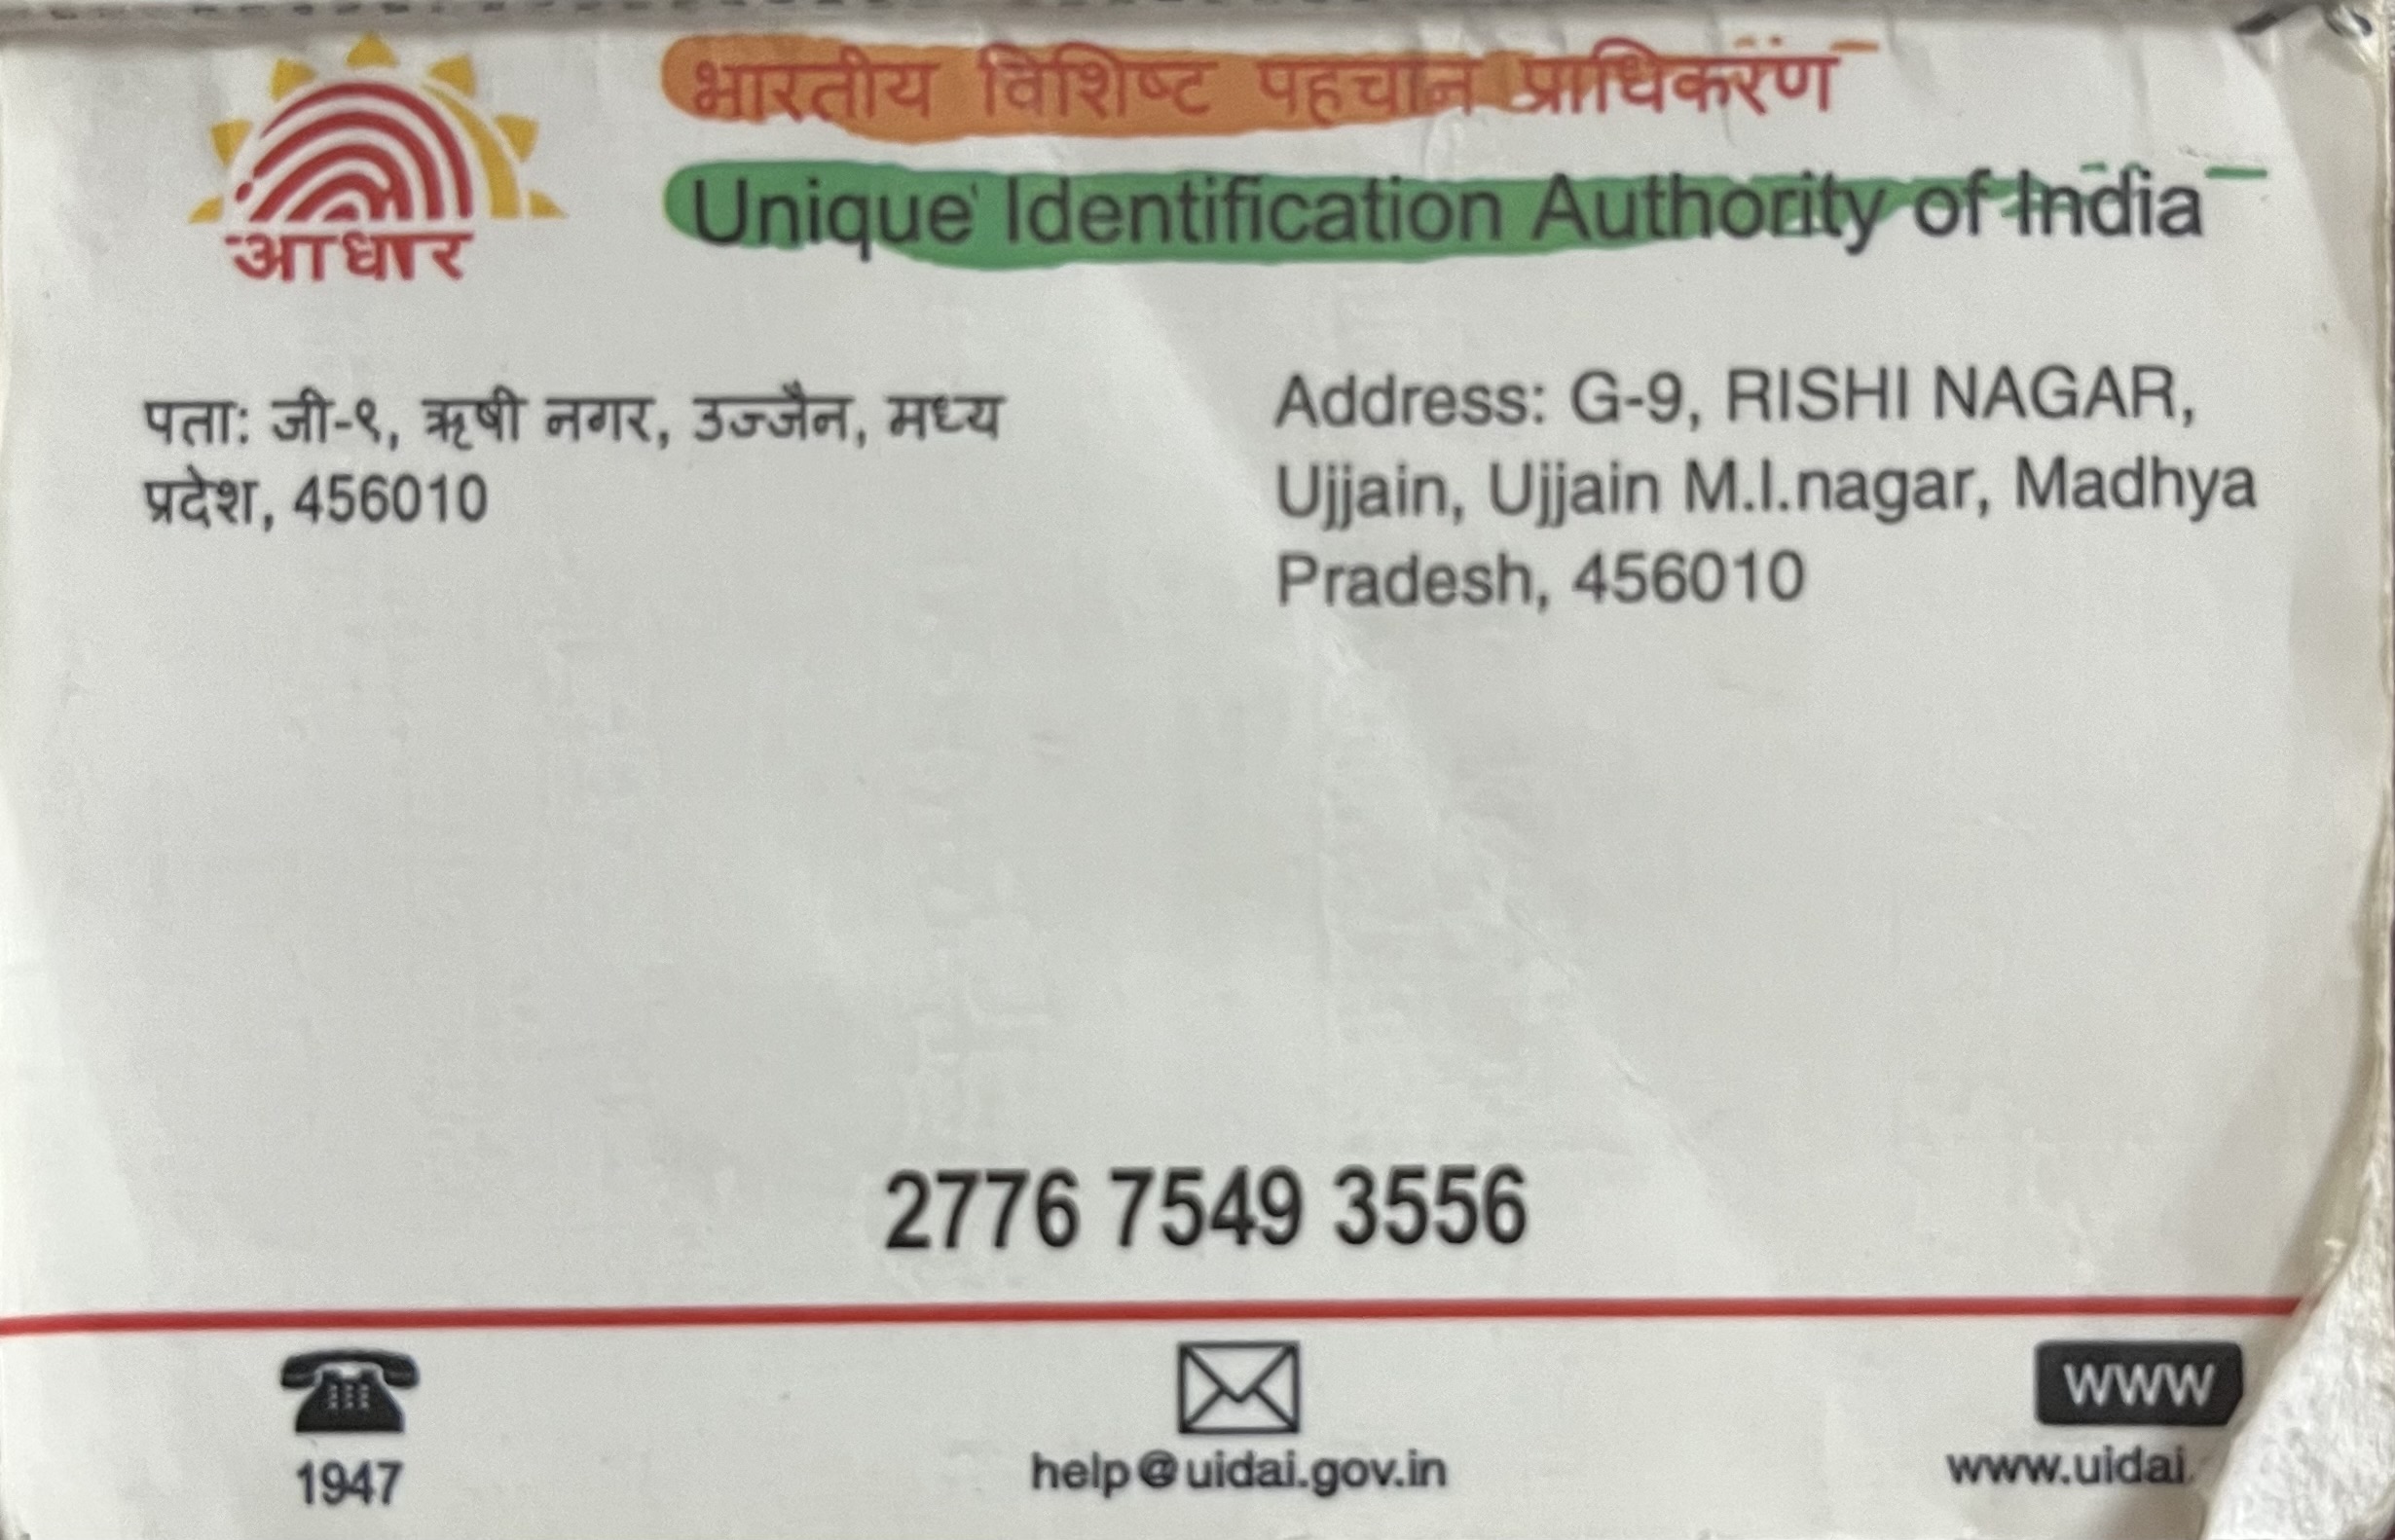 आधार
भारतीय विशिष्ट पहचान प्राधिकरण
Unique Identification Authority of India
पता: जी-९, ऋषी नगर, उज्जैन, मध्य
प्रदेश, 456010
Address: G-9, RISHI NAGAR,
Ujjain, Ujjain M.I.nagar, Madhya
Pradesh, 456010
2776 7549 3556
1947
help@uidai.gov.in
www
www.uidai.